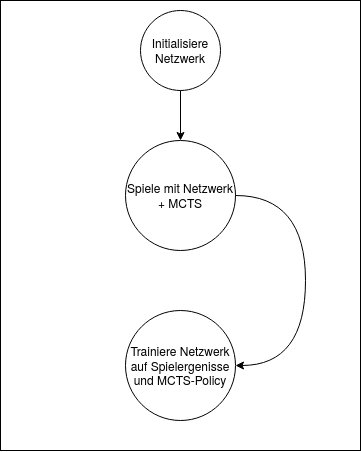 Initialisiere
Netzwerk
Spiele mit Netzwerk
+ MCTS
Trainiere Netzwerk
auf Spielergenisse
und MCTS-Policy